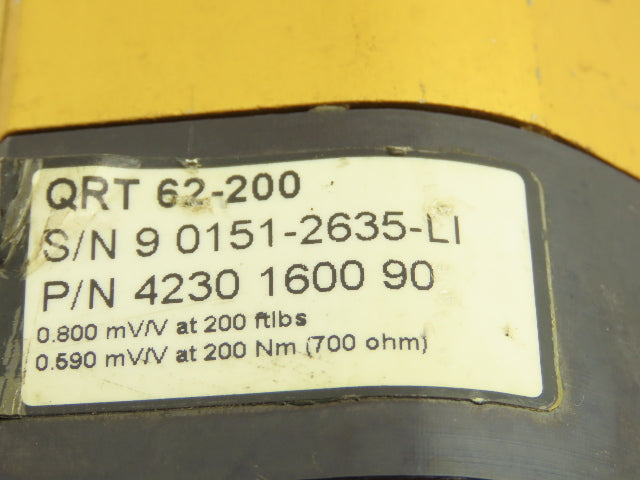 QRT 62-200
S/N 9 0151-2635-LI
P/N 4230 1600 90
0.800 mV/V at 200 ftlbs
0.590 mV/V at 200 Nm (700 ohm)